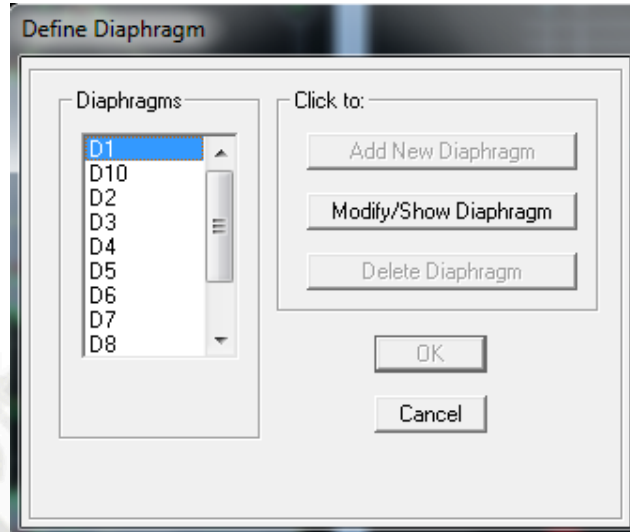 Define Diaphragm
Diaphragms
D1
D10
D2
D3
D4
D5
D6
D7
D8
Click to:
Add New Diaphragm
Modify/Show Diaphragm
Delete Diaphragm
OK
Cancel